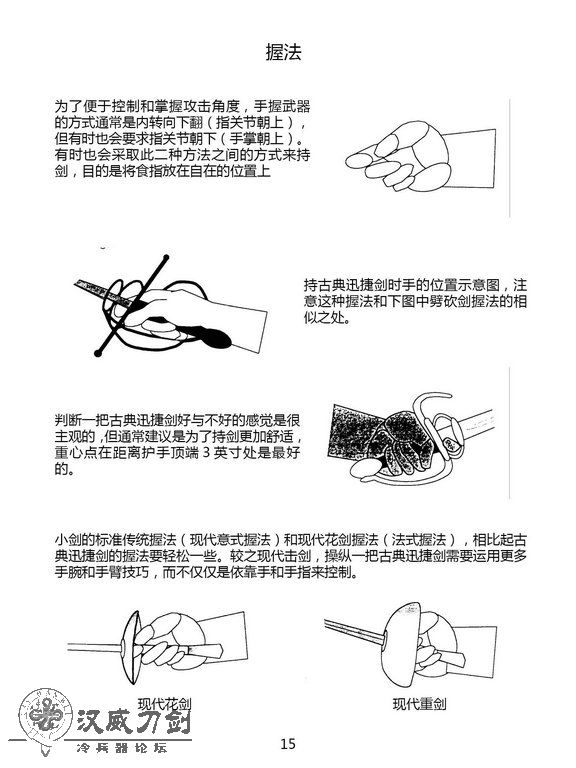 握法
为了便于控制和掌握攻击角度，手握武器
的方式通常是内转向下翻（指关节朝上），
但有时也会要求指关节朝下（手掌朝上）。
有时也会采取此二种方法之间的方式来持
剑，目的是将食指放在自在的位置上
持古典迅捷剑时手的位置示意图，注
意这种握法和下图中劈砍剑握法的相
似之处。
判断一把古典迅捷剑好与不好的感觉是很
主观的，但通常建议是为了持剑更加舒适，
重心点在距离护手顶端 3 英寸处是最好
的。
小剑的标准传统握法（现代意式握法）和现代花剑握法（法式握法），相比起古
典迅捷剑的握法要轻松一些。较之现代击剑，操纵一把古典迅捷剑需要运用更多
手腕和手臂技巧，而不仅仅是依靠手和手指来控制。
现代花剑
现代重剑
汉威刀剑
冷兵器论坛
15